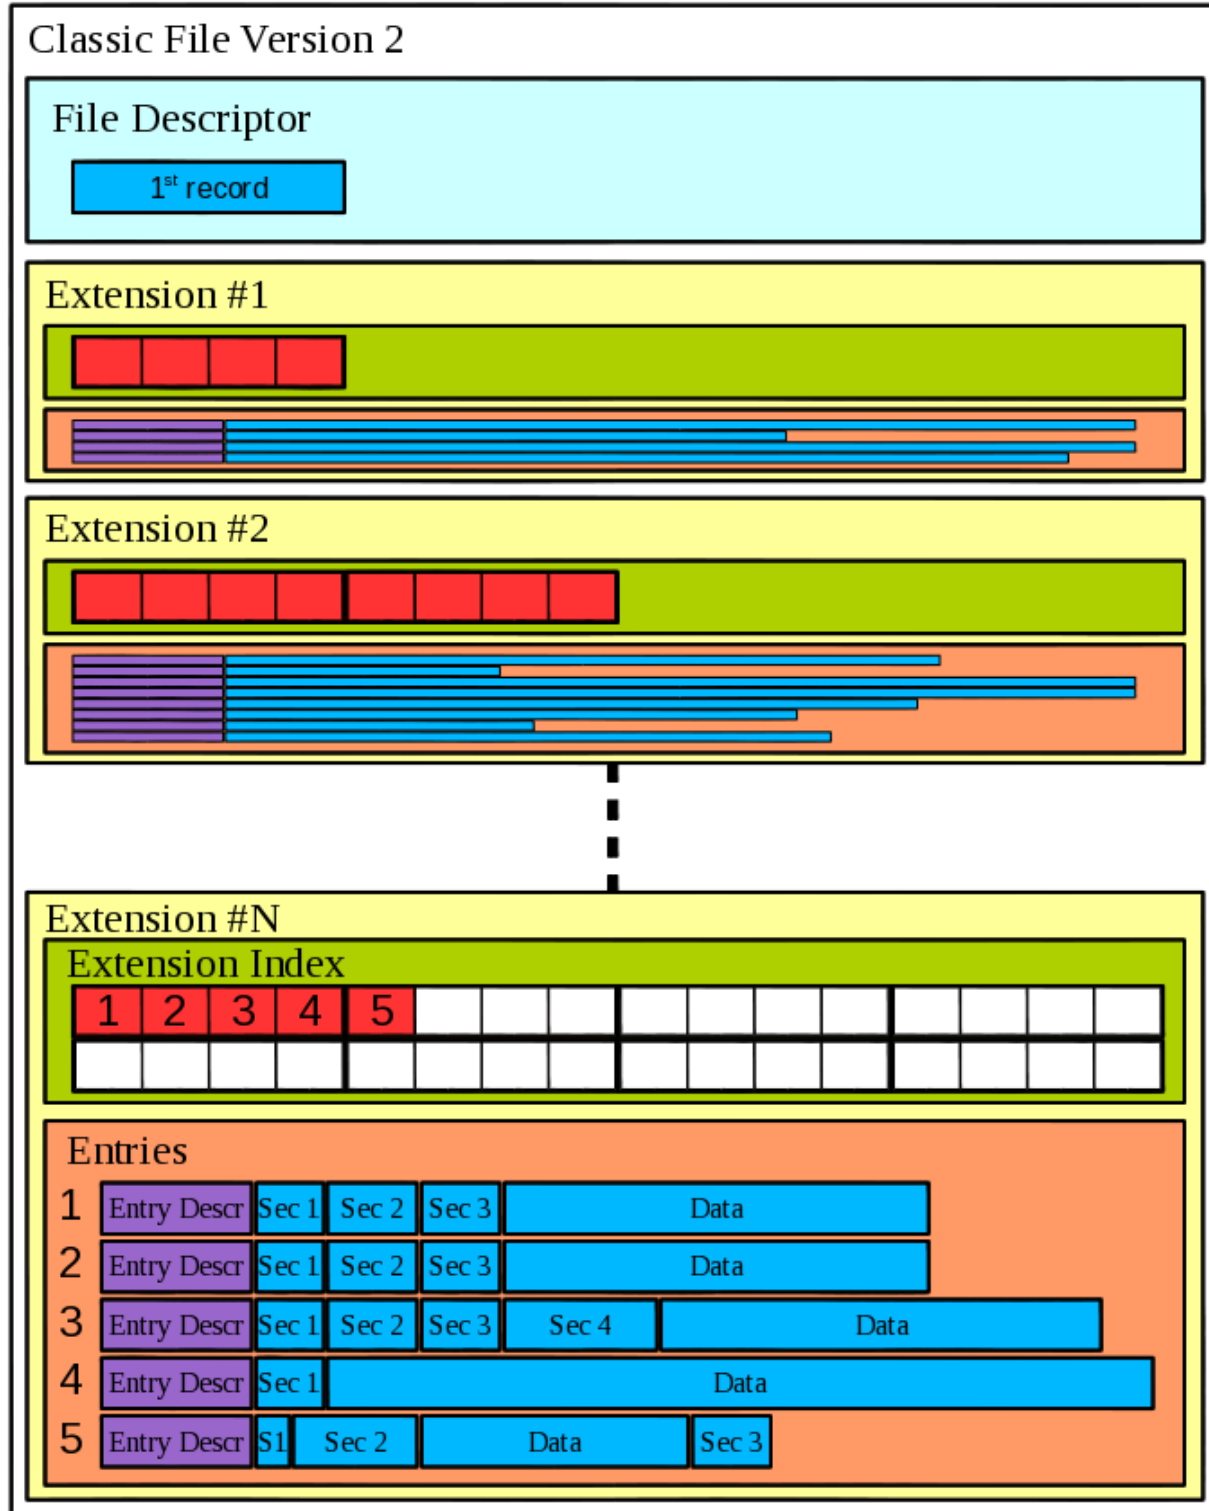 Classic File Version 2
File Descriptor
1st record
Extension #1
Extension #2
Extension #N
Extension Index
1 2 3 4 5
Entries
1 Entry Descr Sec 1 Sec 2 Sec 3 Data
2 Entry Descr Sec 1 Sec 2 Sec 3 Data
3 Entry Descr Sec 1 Sec 2 Sec 3 Sec 4 Data
4 Entry Descr Sec 1 Data
5 Entry Descr S1 Sec 2 Data Sec 3